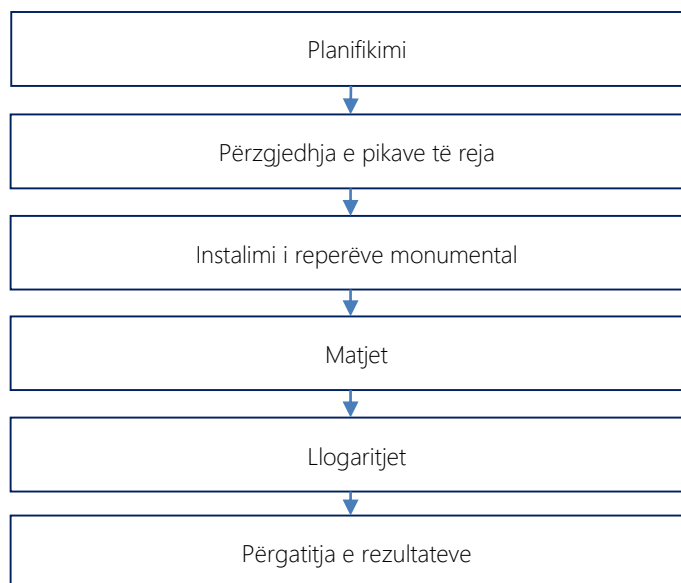 Planifikimi
Përzgjedhja e pikave të reja
Instalimi i reperëve monumental
Matjet
Llogaritjet
Përgatitja e rezultateve